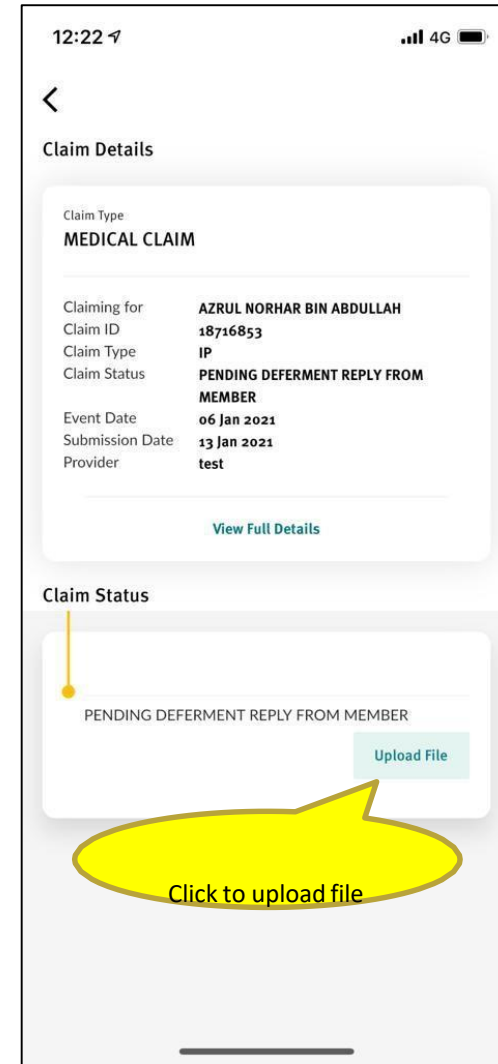 12:22
4G
Claim Details
Claim Type
MEDICAL CLAIM
Claiming for AZRUL NORHAR BIN ABDULLAH
Claim ID 18716853
Claim Type IP
Claim Status PENDING DEFERMENT REPLY FROM
MEMBER
Event Date 06 Jan 2021
Submission Date 13 Jan 2021
Provider test
View Full Details
Claim Status
PENDING DEFERMENT REPLY FROM MEMBER
Upload File
Click to upload file